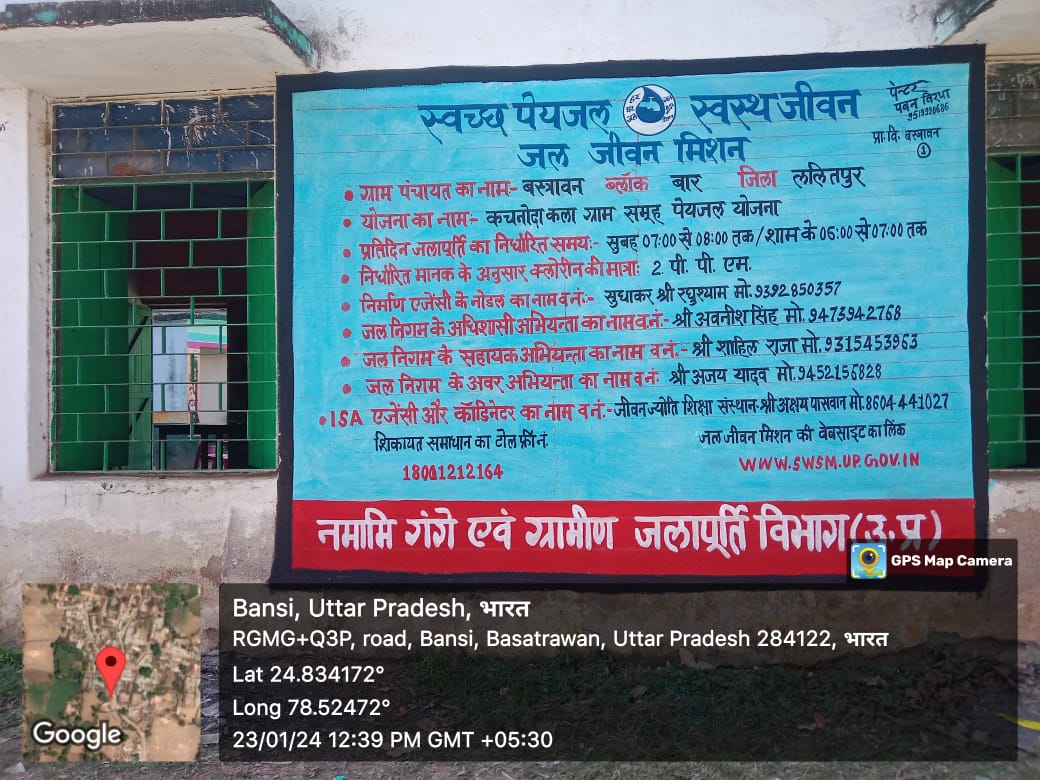 स्वच्छ पेयजल स्वस्थ जीवन
जल जीवन मिशन
पेन्टर
पवन विरधा
प्रा.वि. बस्त्रावन
1
• ग्राम पंचायत का नाम:- बस्त्रावन ब्लॉक बार जिला ललितपुर
• योजना का नाम:- कचनोदा कला ग्राम समूह पेयजल योजना
• प्रतिदिन जलापूर्ति का निर्धारित समय:- सुबह 07:00 से 08:00 तक/शाम के 06:00 से 07:00 तक
• निर्धारित मानक के अनुसार क्लोरीन की मात्रा: 2 पी. पी. एम.
• निर्माण एजेंसी के नोडल का नाम व नं:- सुधाकर श्री रघुश्याम मो.9392850357
• जल निगम के अधिशासी अभियन्ता का नाम व नं:- श्री अवनीश सिंह मो.9473942768
• जल निगम के सहायक अभियन्ता का नाम व नं.- श्री शाहिल राजा मो.9315453963
• जल निगम के अवर अभियन्ता का नाम व नं: श्री अजय यादव मो.9452156828
• ISA एजेंसी और कॉडिनेटर का नाम व नं:- जीवन ज्योति शिक्षा संस्थान-श्री अक्षय पासवान मो.8604441027
शिकायत समाधान का टोल फ्री नं.
18001212164
जल जीवन मिशन की वेबसाइट का लिंक
WWW.SWSM.UP.GOV.IN
नमामि गंगे एवं ग्रामीण जलापूर्ति विभाग (उ.प्र)
GPS Map Camera
Bansi, Uttar Pradesh, भारत
RGMG+Q3P, road, Bansi, Basatrawan, Uttar Pradesh 284122, भारत
Lat 24.834172°
Long 78.52472°
23/01/24 12:39 PM GMT +05:30
Google